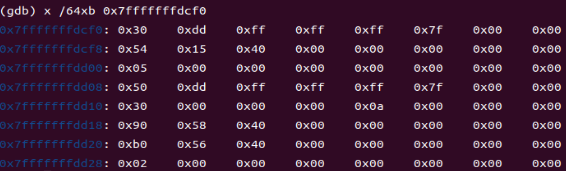 (gdb) x /64xb 0x7fffffffdcf0
0x7fffffffdcf0: 0x30 0xdd 0xff 0xff 0xff 0x7f 0x00 0x00
0x7fffffffdcf8: 0x54 0x15 0x40 0x00 0x00 0x00 0x00 0x00
0x7fffffffdd00: 0x05 0x00 0x00 0x00 0x00 0x00 0x00 0x00
0x7fffffffdd08: 0x50 0xdd 0xff 0xff 0xff 0x7f 0x00 0x00
0x7fffffffdd10: 0x30 0x00 0x00 0x00 0x0a 0x00 0x00 0x00
0x7fffffffdd18: 0x90 0x58 0x40 0x00 0x00 0x00 0x00 0x00
0x7fffffffdd20: 0xb0 0x56 0x40 0x00 0x00 0x00 0x00 0x00
0x7fffffffdd28: 0x02 0x00 0x00 0x00 0x00 0x00 0x00 0x00